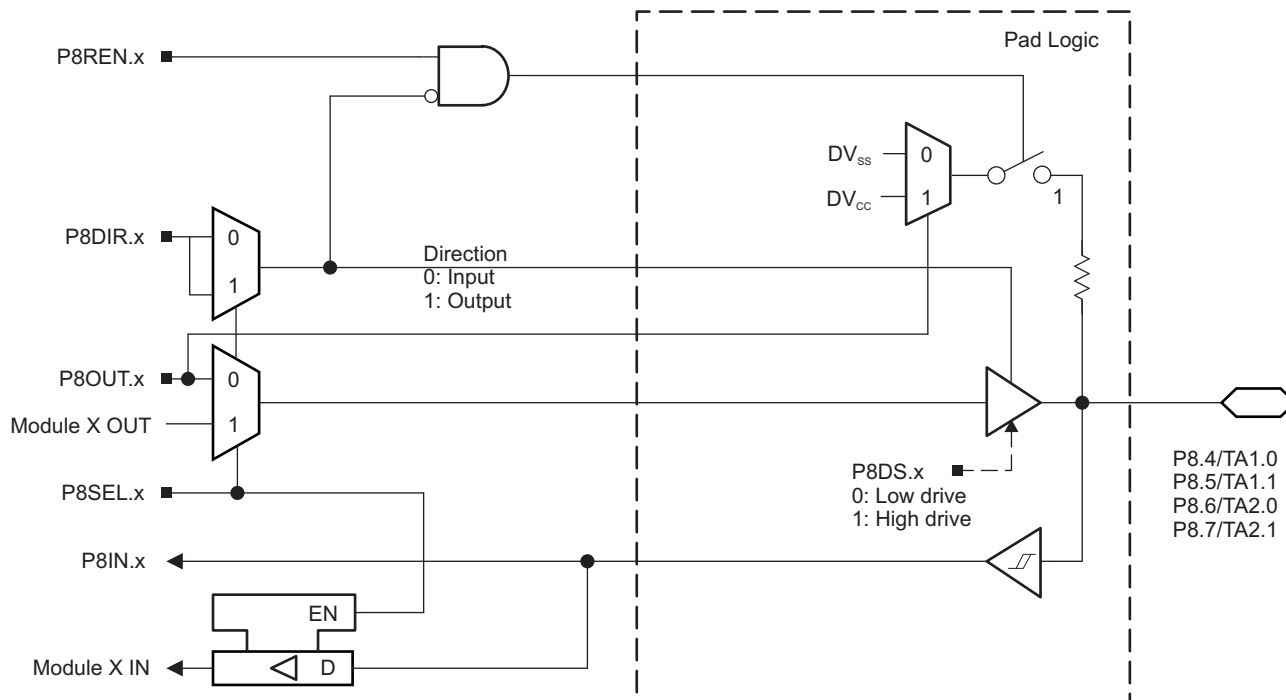 Pad Logic
P8REN.x
DVSS
0
DVCC
1
1
P8DIR.x
0
1
Direction
0: Input
1: Output
P8OUT.x
0
Module X OUT
1
P8DS.x
0: Low drive
1: High drive
P8.4/TA1.0
P8.5/TA1.1
P8.6/TA2.0
P8.7/TA2.1
P8SEL.x
P8IN.x
EN
Module X IN
D